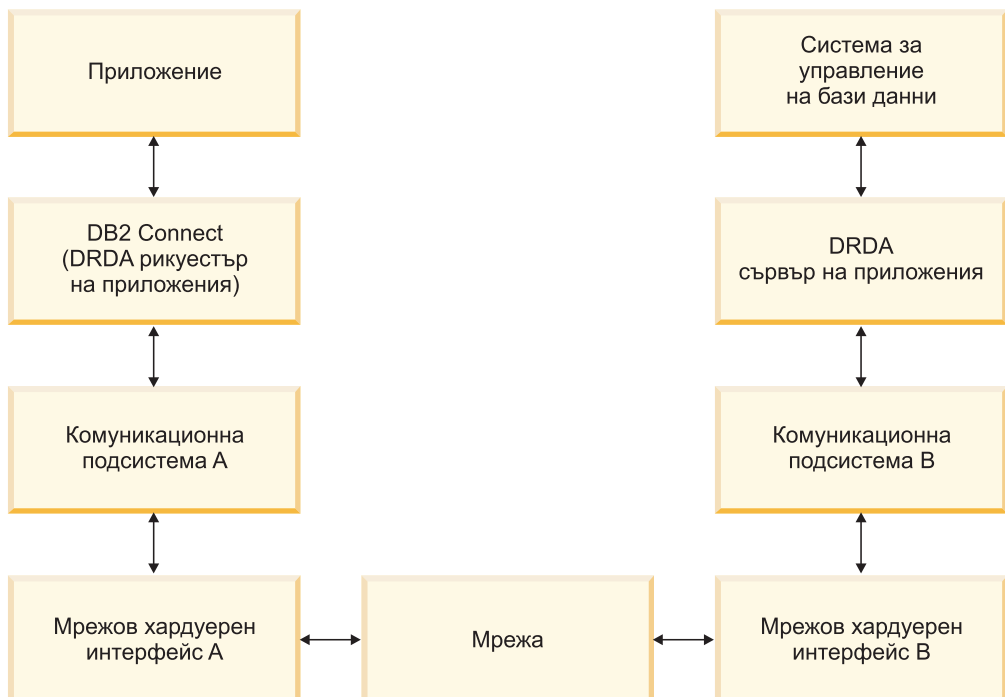 Приложение
Система за
управление
на бази данни
DB2 Connect
(DRDA рикуестър
на приложения)
DRDA
сървър на приложения
Комуникационна
подсистема A
Комуникационна
подсистема B
Мрежов хардуерен
интерфейс A
Мрежа
Мрежов хардуерен
интерфейс B